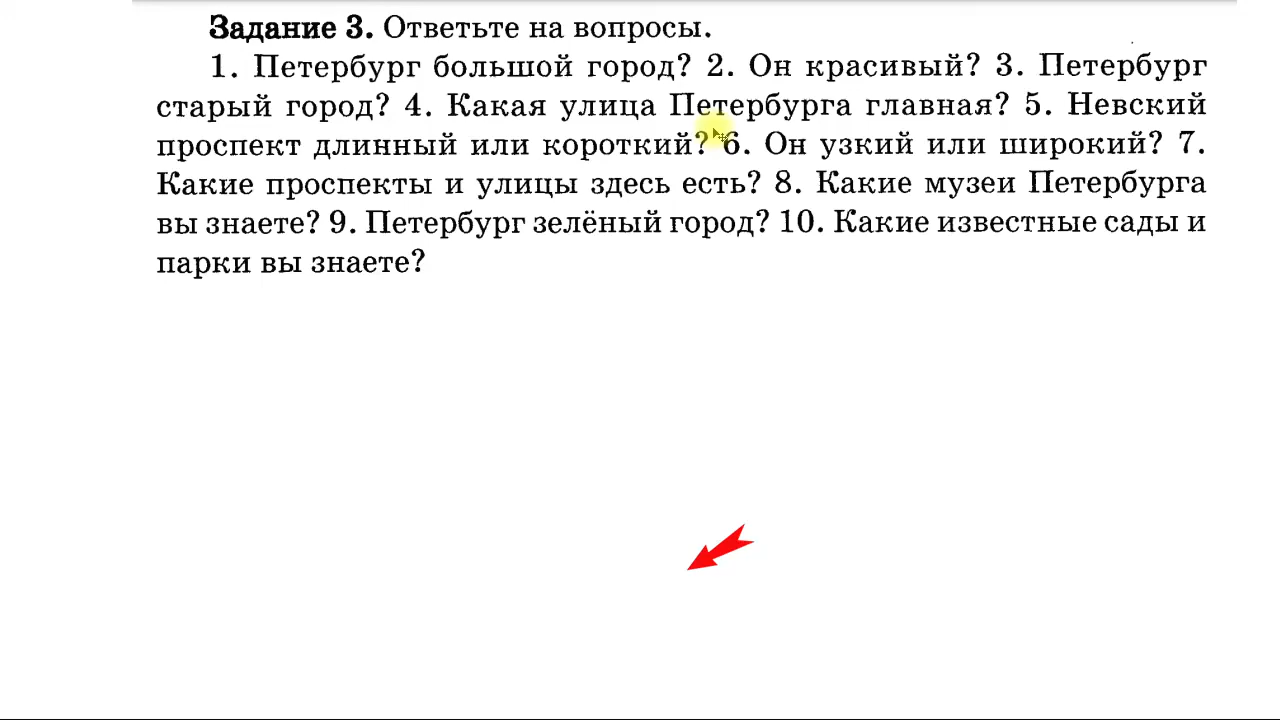 Задание 3. Ответьте на вопросы.
1. Петербург большой город? 2. Он красивый? 3. Петербург
старый город? 4. Какая улица Петербурга главная? 5. Невский
проспект длинный или короткий? 6. Он узкий или широкий? 7.
Какие проспекты и улицы здесь есть? 8. Какие музеи Петербурга
вы знаете? 9. Петербург зелёный город? 10. Какие известные сады и
парки вы знаете?